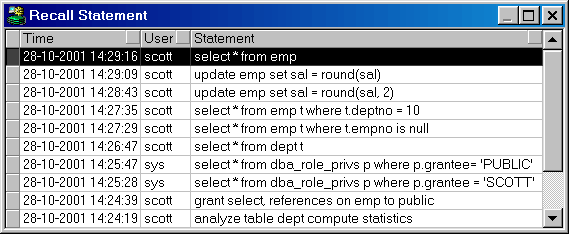 Recall Statement
Time User Statement
28-10-2001 14:29:16 scott select * from emp
28-10-2001 14:29:09 scott update emp set sal = round(sal)
28-10-2001 14:28:43 scott update emp set sal = round(sal, 2)
28-10-2001 14:27:35 scott select * from emp t where t.deptno = 10
28-10-2001 14:27:29 scott select * from emp t where t.empno is null
28-10-2001 14:26:47 scott select * from dept t
28-10-2001 14:25:47 sys select * from dba_role_privs p where p.grantee= 'PUBLIC'
28-10-2001 14:25:28 sys select * from dba_role_privs p where p.grantee = 'SCOTT'
28-10-2001 14:24:39 scott grant select, references on emp to public
28-10-2001 14:24:19 scott analyze table dept compute statistics